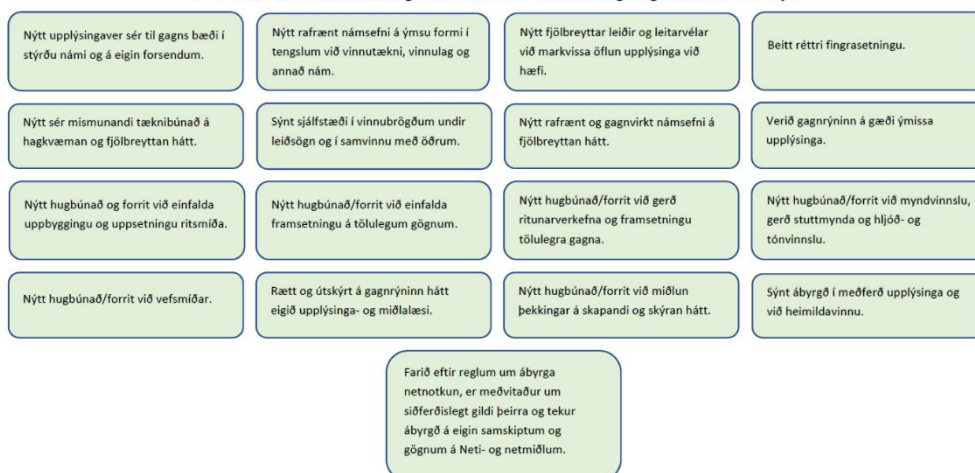 Nýtt upplýsingaver sér til gagns bæði í
stýrðu námi og á eigin forsendum.
Nýtt rafrænt námsefni á ýmsu formi í
tengslum við vinnutækni, vinnulag og
annað nám.
Nýtt fjölbreyttar leiðir og leitarvélar
við markvissa öflun upplýsinga við
hæfi.
Beitt réttri fingrasetningu.
Nýtt sér mismunandi tæknibúnað á
hagkvæman og fjölbreyttan hátt.
Sýnt sjálfstæði í vinnubrögðum undir
leiðsögn og í samvinnu með öðrum.
Nýtt rafrænt og gagnvirkt námsefni á
fjölbreyttan hátt.
Verið gagnrýninn á gæði ýmissa
upplýsinga.
Nýtt hugbúnað og forrit við einfalda
uppbyggingu og uppsetningu ritsmíða.
Nýtt hugbúnað/forrit við einfalda
framsetningu á tölulegum gögnum.
Nýtt hugbúnað/forrit við gerð
ritunarverkefna og framsetningu
tölulegra gagna.
Nýtt hugbúnað/forrit við myndvinnslu,
gerð stuttmynda og hljóð- og
tónvinnslu.
Nýtt hugbúnað/forrit við vefsmíðar.
Rætt og útskýrt á gagnrýninn hátt
eigið upplýsinga- og miðlalæsi.
Nýtt hugbúnað/forrit við miðlun
þekkingar á skapandi og skýran hátt.
Sýnt ábyrgð í meðferð upplýsinga og
við heimildavinnu.
Farið eftir reglum um ábyrga
netnotkun, er meðvitaður um
siðferðislegt gildi þeirra og tekur
ábyrgð á eigin samskiptum og
gögnum á Neti- og netmiðlum.